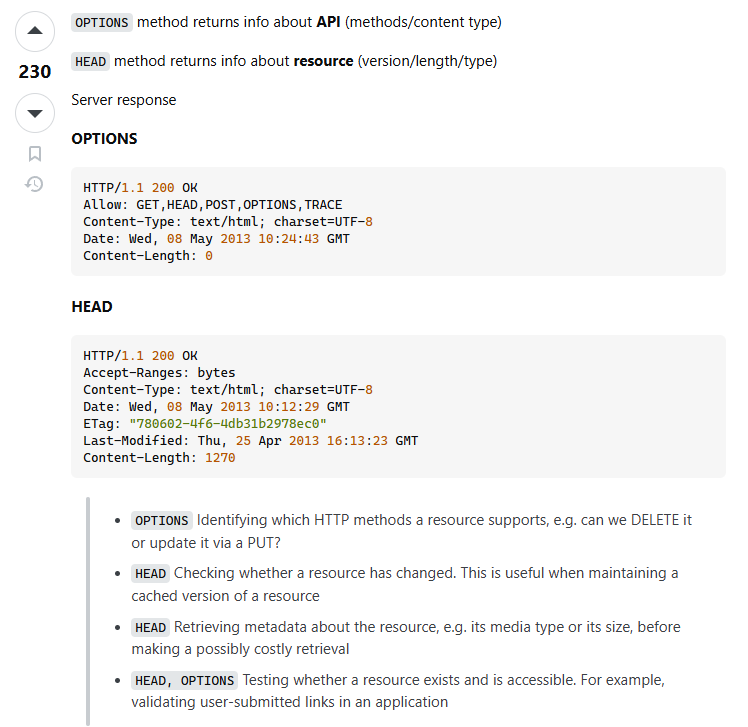 OPTIONS method returns info about API (methods/content type)
230
HEAD method returns info about resource (version/length/type)
Server response
OPTIONS
HTTP/1.1 200 OK
Allow: GET,HEAD,POST,OPTIONS,TRACE
Content-Type: text/html; charset=UTF-8
Date: Wed, 08 May 2013 10:24:43 GMT
Content-Length: 0
HEAD
HTTP/1.1 200 OK
Accept-Ranges: bytes
Content-Type: text/html; charset=UTF-8
Date: Wed, 08 May 2013 10:12:29 GMT
ETag: "780602-4f6-4db31b2978ec0"
Last-Modified: Thu, 25 Apr 2013 16:13:23 GMT
Content-Length: 1270
• OPTIONS Identifying which HTTP methods a resource supports, e.g. can we DELETE it
or update it via a PUT?
• HEAD Checking whether a resource has changed. This is useful when maintaining a
cached version of a resource
• HEAD Retrieving metadata about the resource, e.g. its media type or its size, before
making a possibly costly retrieval
• HEAD, OPTIONS Testing whether a resource exists and is accessible. For example,
validating user-submitted links in an application